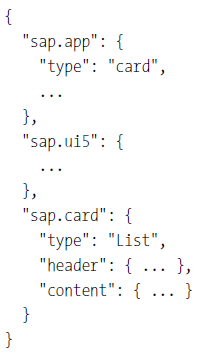 {
  "sap.app": {
    "type": "card",
    ...
  },
  "sap.ui5": {
    ...
  },
  "sap.card": {
    "type": "List",
    "header": { ... },
    "content": { ... }
  }
}